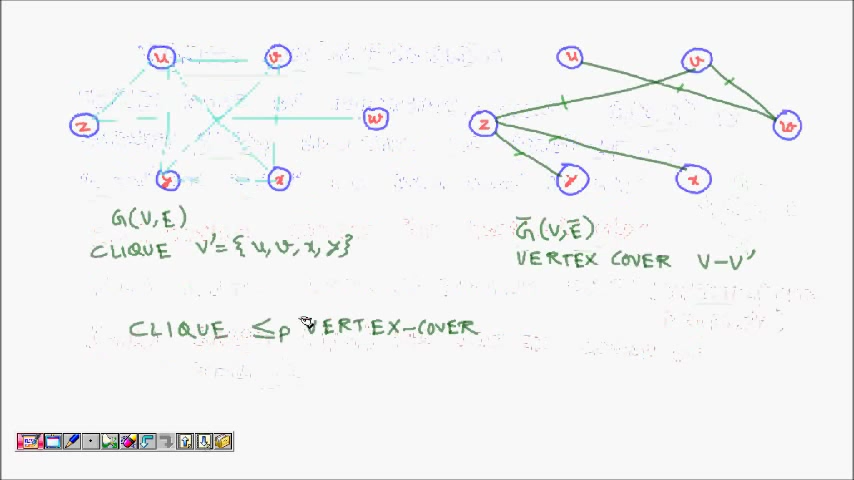 u v
z w
y x
u v
z w
y x
G(V,E)
CLIQUE V'={u,v,x,y}
G̅(V,E̅)
VERTEX COVER V-V'
CLIQUE ≤p VERTEX-COVER